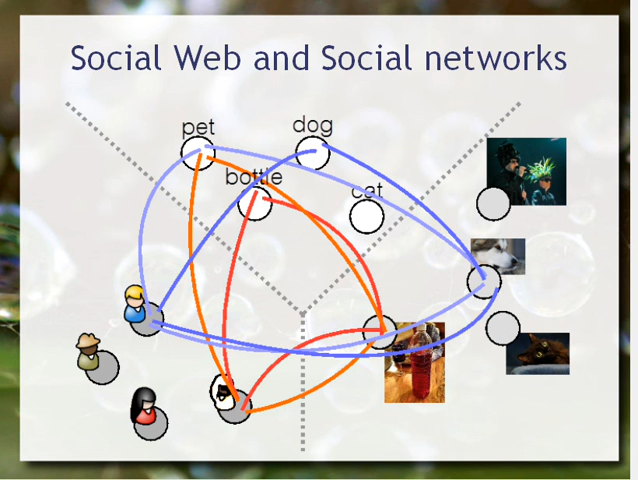 Social Web and Social networks
pet
dog
bottle
cat